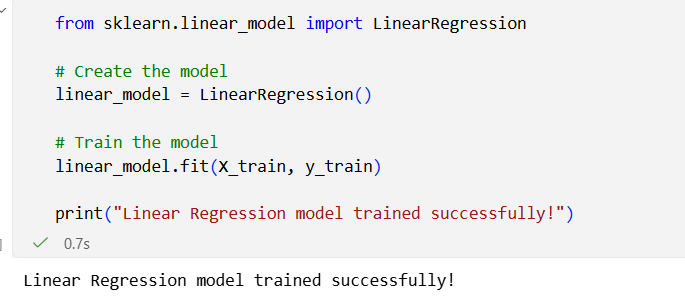 from sklearn.linear_model import LinearRegression
# Create the model
linear_model = LinearRegression()
# Train the model
linear_model.fit(X_train, y_train)
print("Linear Regression model trained successfully!")
0.7s
Linear Regression model trained successfully!